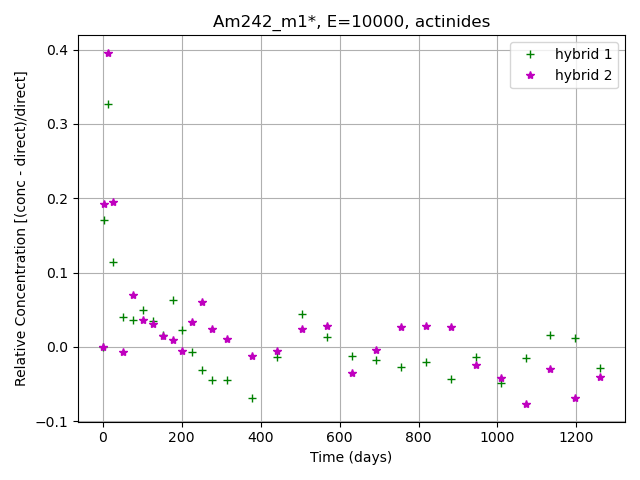 Am242_m1*, E=10000, actinides
hybrid 1
hybrid 2
Relative Concentration [(conc - direct)/direct]
0.4
0.3
0.2
0.1
0.0
−0.1
0 200 400 600 800 1000 1200
Time (days)